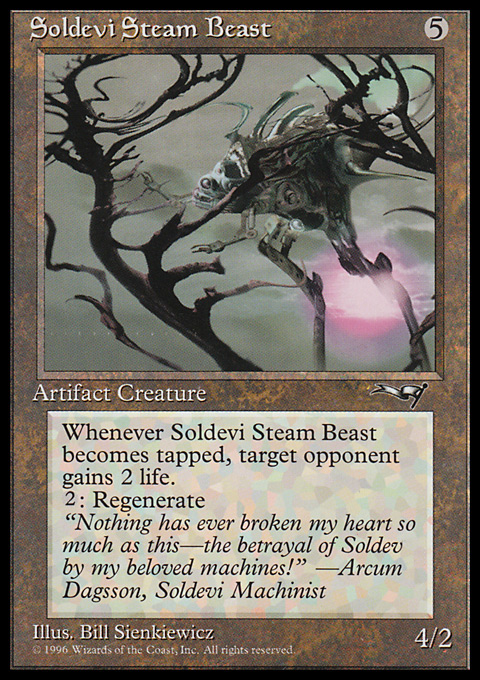 Soldevi Steam Beast 5
Artifact Creature
Whenever Soldevi Steam Beast
becomes tapped, target opponent
gains 2 life.
2: Regenerate
“Nothing has ever broken my heart so
much as this—the betrayal of Soldev
by my beloved machines!” —Arcum
Dagsson, Soldevi Machinist
Illus. Bill Sienkiewicz
4/2
© 1996 Wizards of the Coast, Inc. All rights reserved.